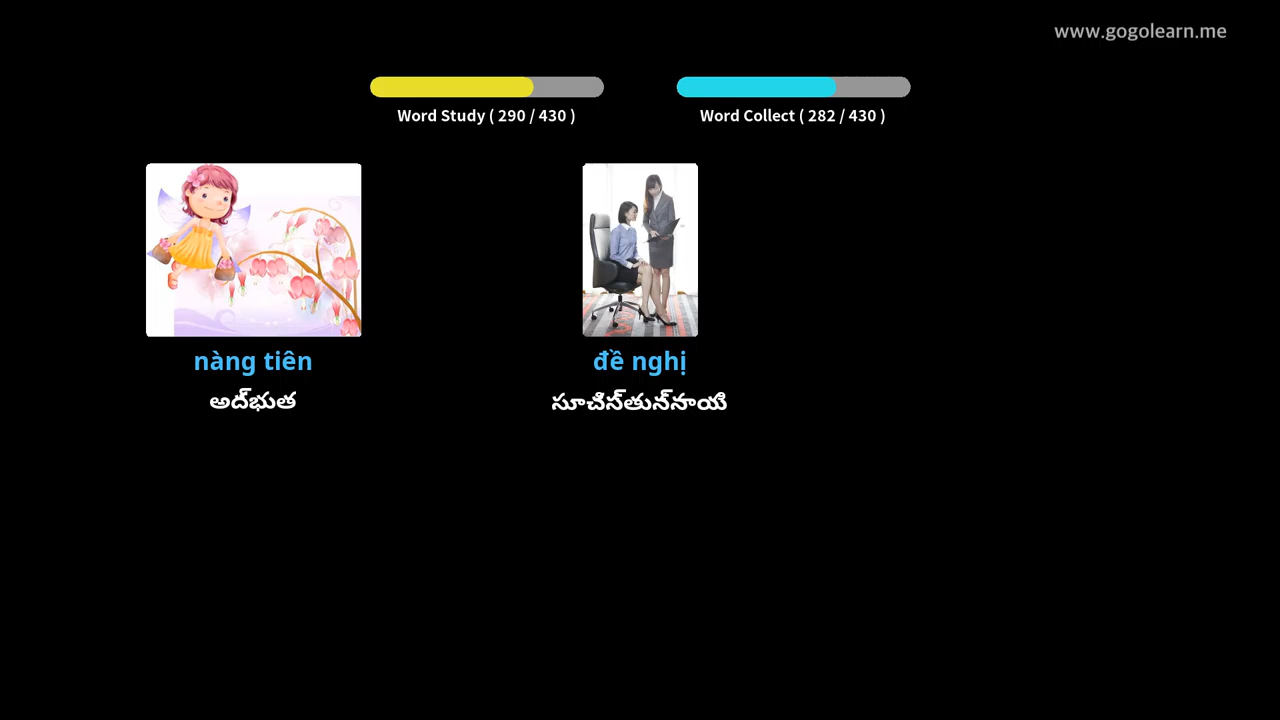 www.gogolearn.me
Word Study ( 290 / 430 )
Word Collect ( 282 / 430 )
nàng tiên
đề nghị
అద్‌భుత
సూచిస్‌తున్‌నాయి